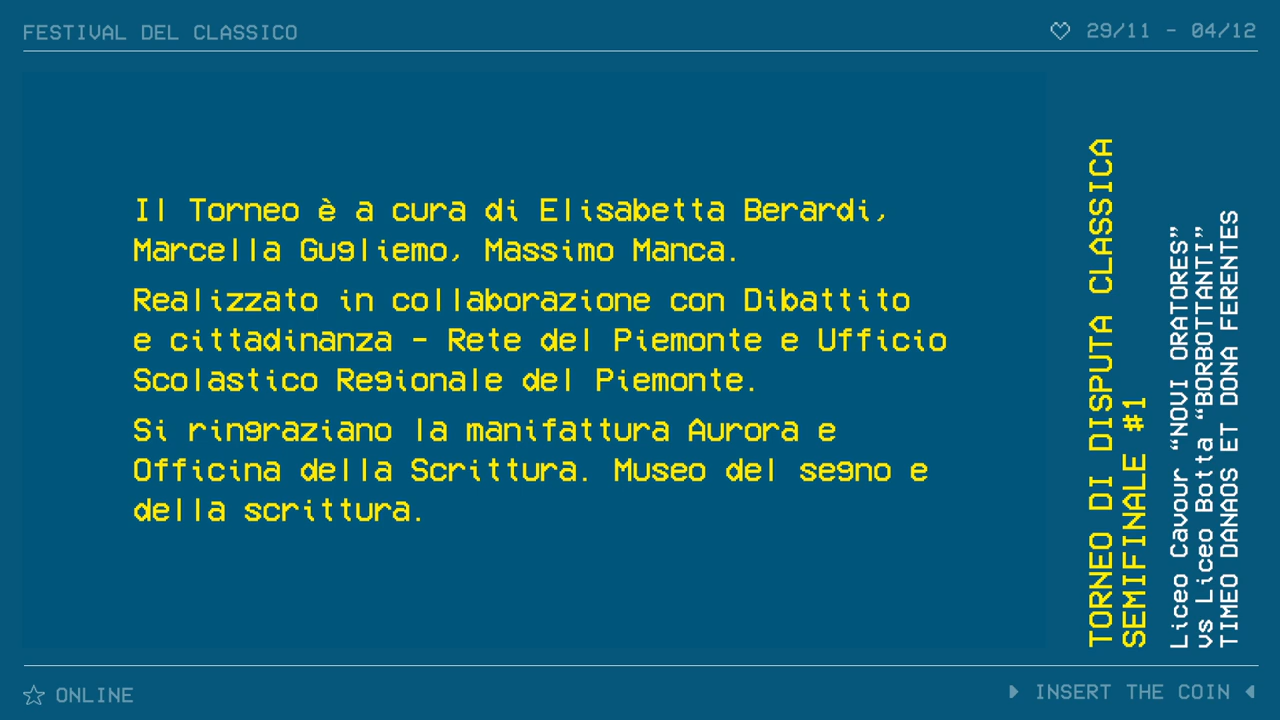 FESTIVAL DEL CLASSICO
29/11 - 04/12
Il Torneo è a cura di Elisabetta Berardi,
Marcella Gugliemo, Massimo Manca.
Realizzato in collaborazione con Dibattito
e cittadinanza - Rete del Piemonte e Ufficio
Scolastico Regionale del Piemonte.
Si ringraziano la manifattura Aurora e
Officina della Scrittura. Museo del segno e
della scrittura.
TORNEO DI DISPUTA CLASSICA
SEMIFINALE #1
Liceo Cavour “NOVI ORATORES”
vs Liceo Botta “BORBOTTANTI”
TIMEO DANAOS ET DONA FERENTES
ONLINE
INSERT THE COIN